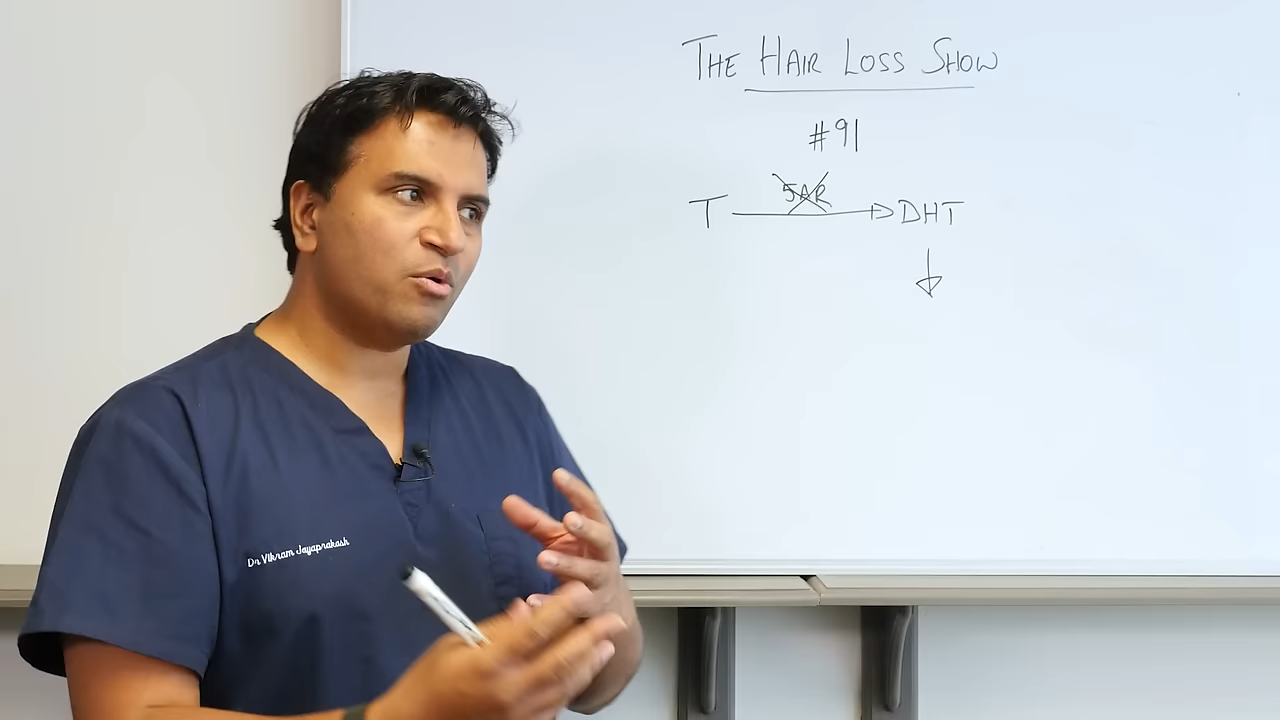 THE HAIR LOSS SHOW
#91
5AR
T → DHT
↓
Dr Vikram Jayaprakash